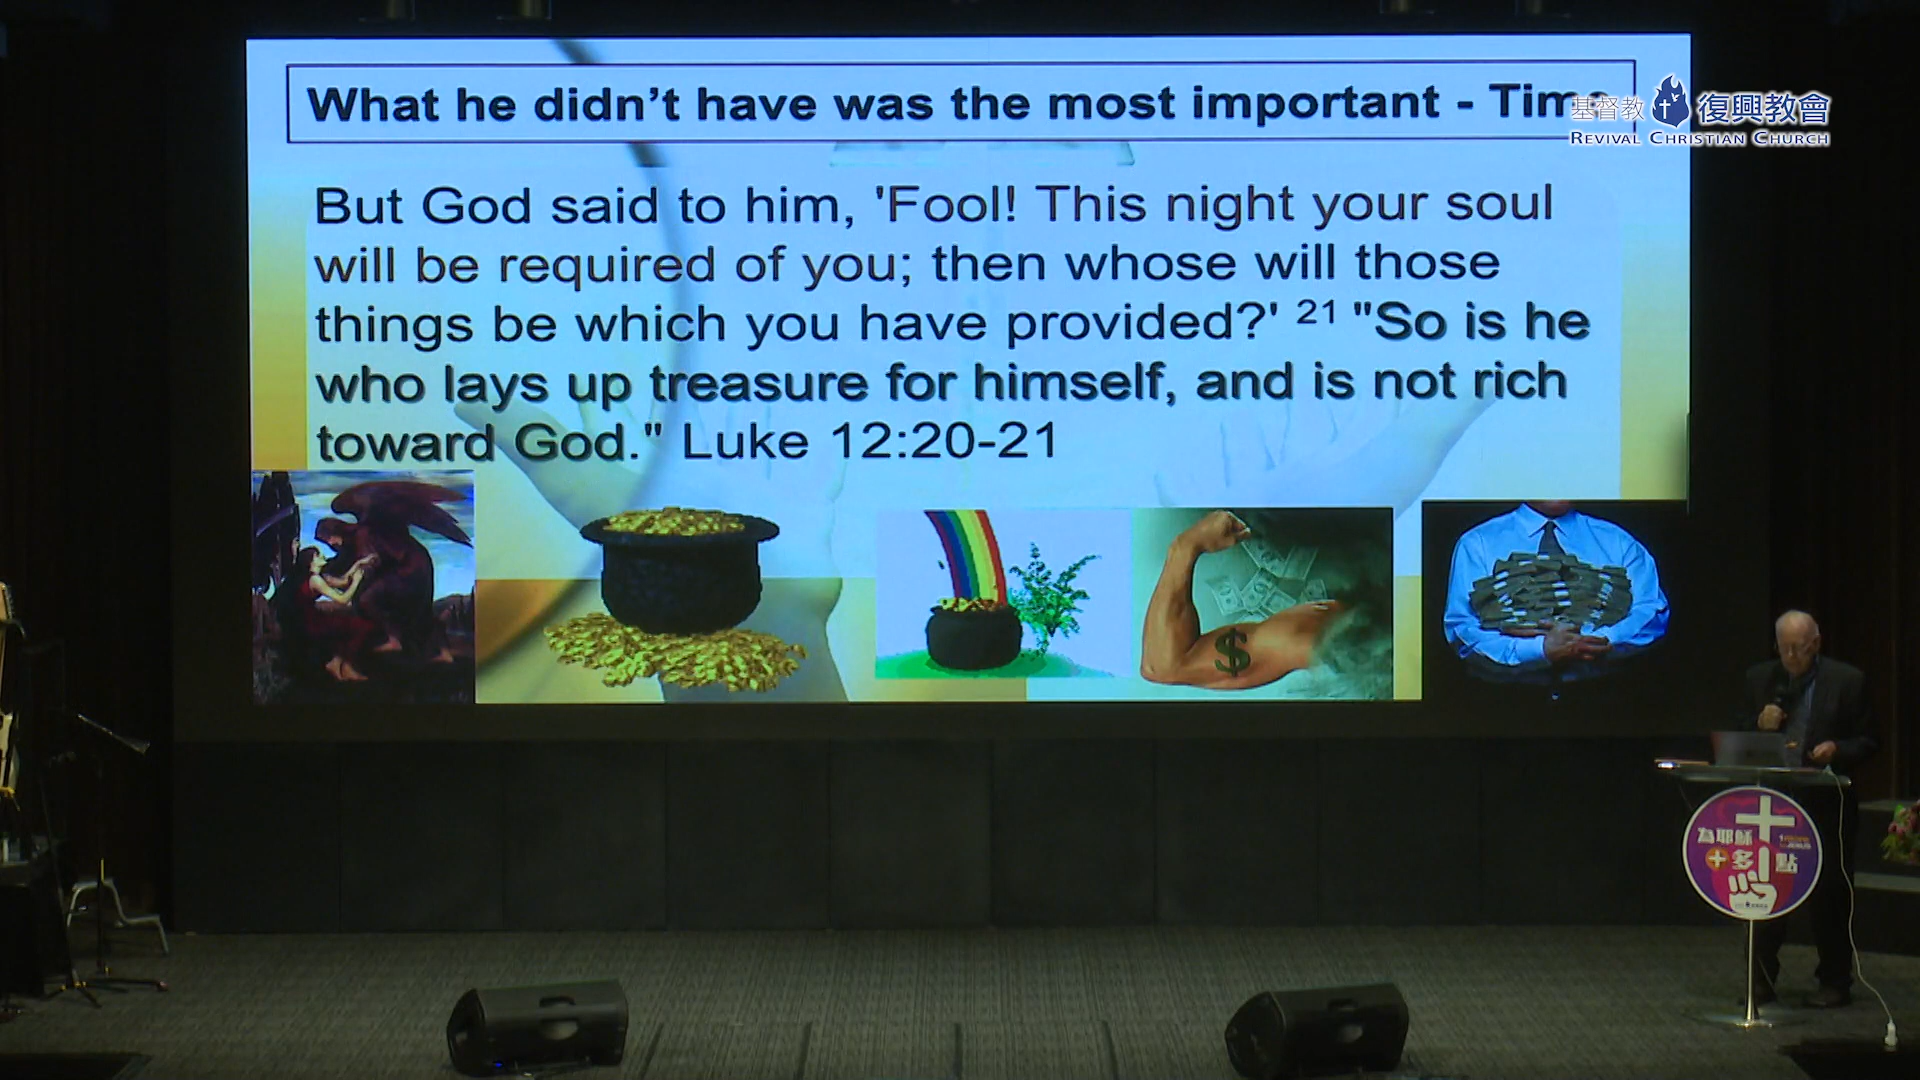 What he didn't have was the most important - Time
基督教 復興教會
REVIVAL CHRISTIAN CHURCH
But God said to him, 'Fool! This night your soul
will be required of you; then whose will those
things be which you have provided?' 21 "So is he
who lays up treasure for himself, and is not rich
toward God." Luke 12:20-21
$
為耶穌
+多1點